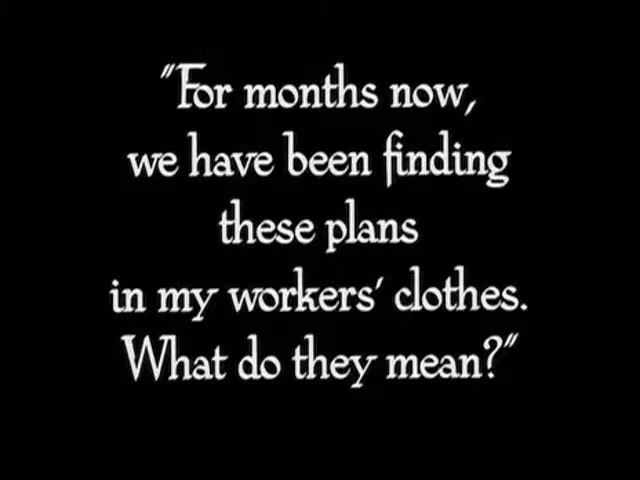 "For months now,
we have been finding
these plans
in my workers' clothes.
What do they mean?"